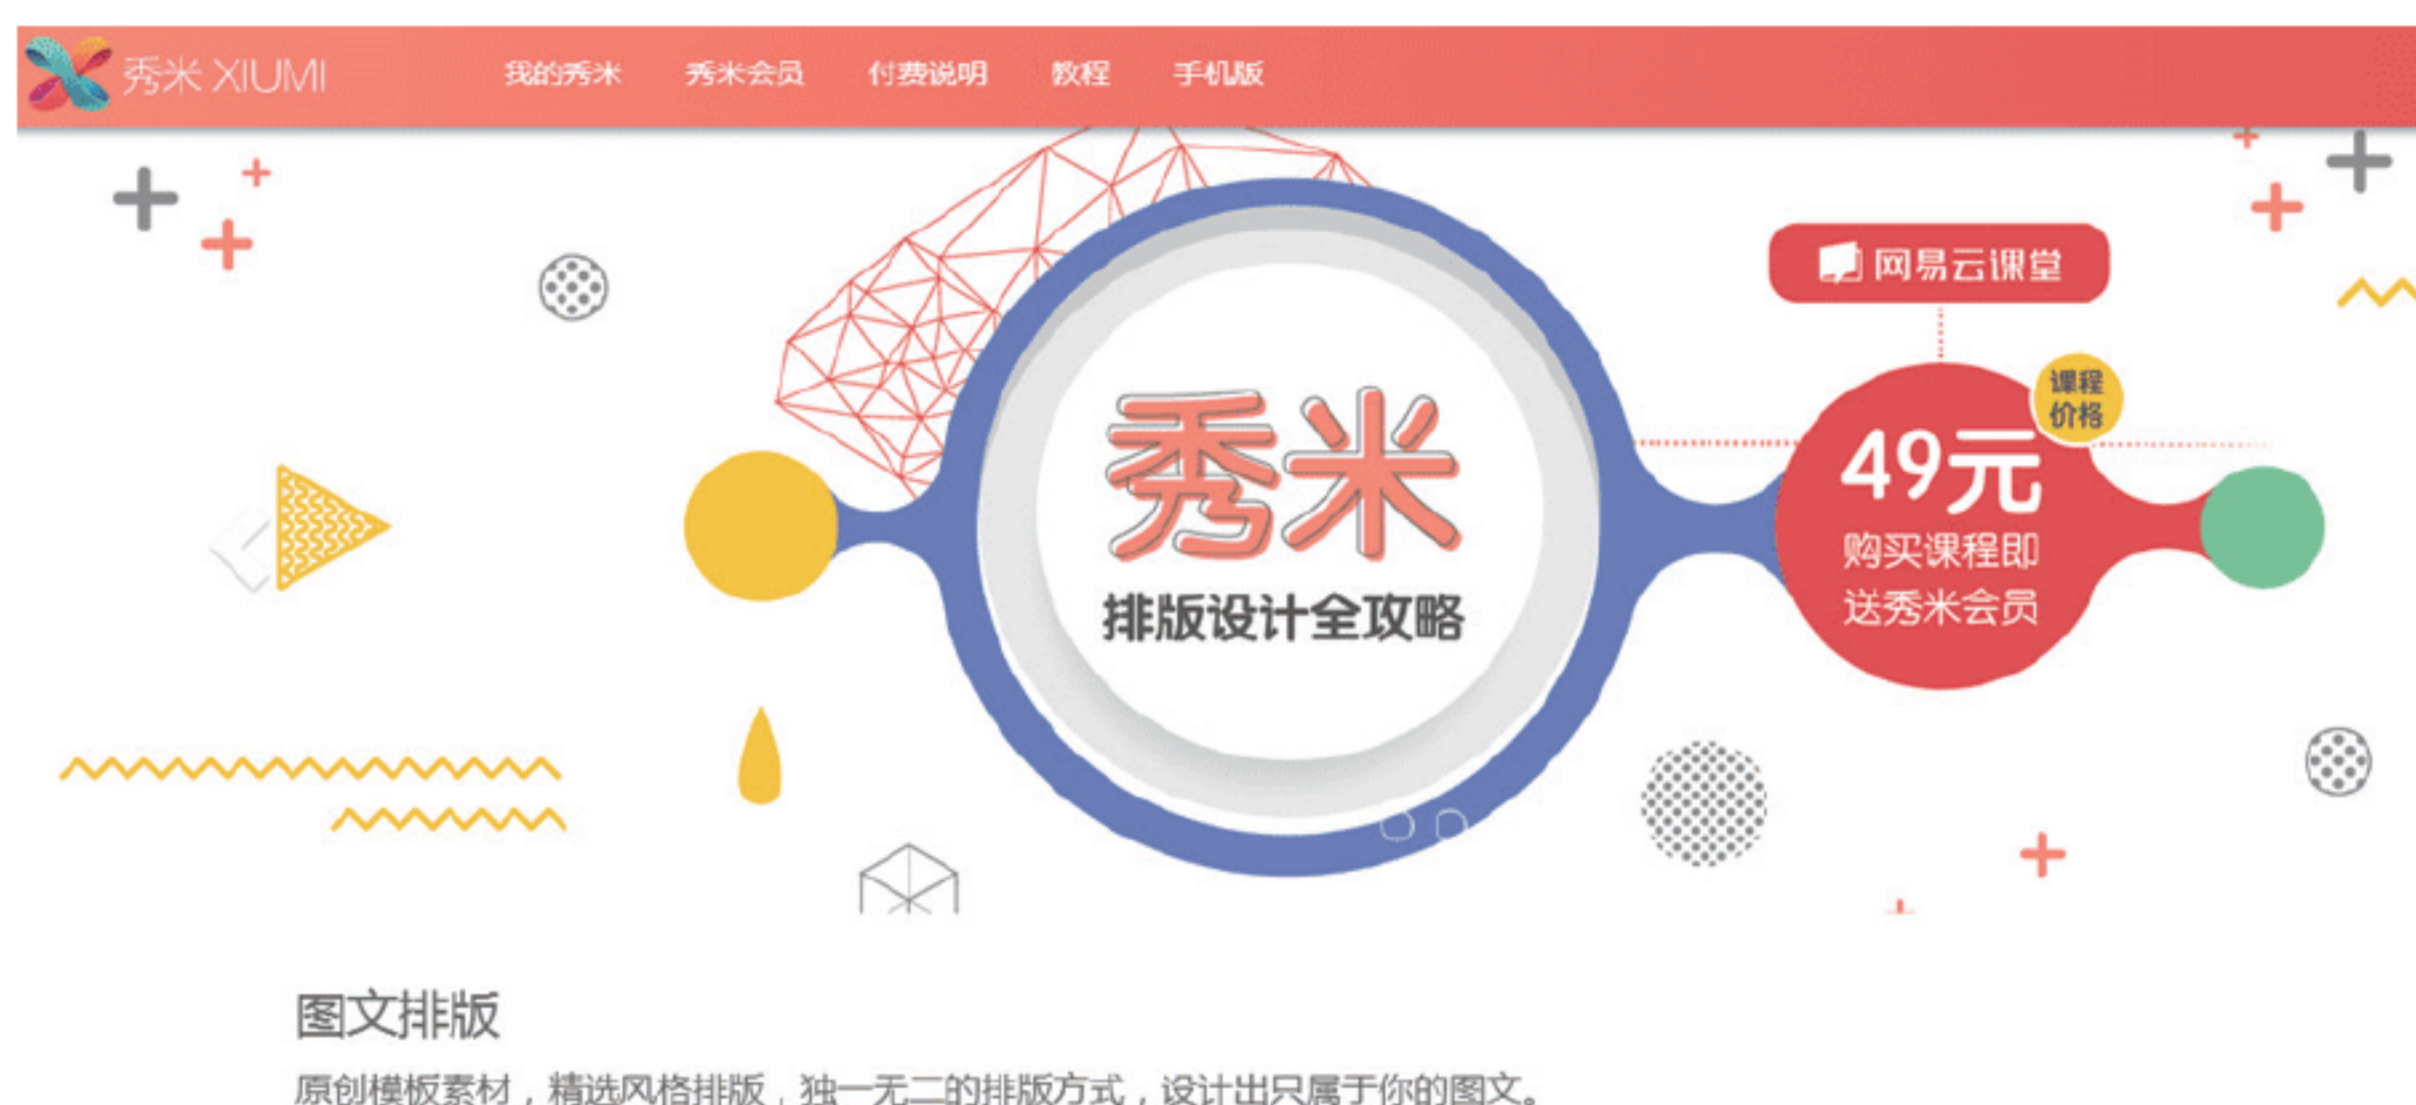 秀米 XIUMI
我的秀米 秀米会员 付费说明 教程 手机版
网易云课堂
课程
价格
秀米
排版设计全攻略
49元
购买课程即
送秀米会员
图文排版
原创模板素材，精选风格排版，独一无二的排版方式，设计出只属于你的图文。